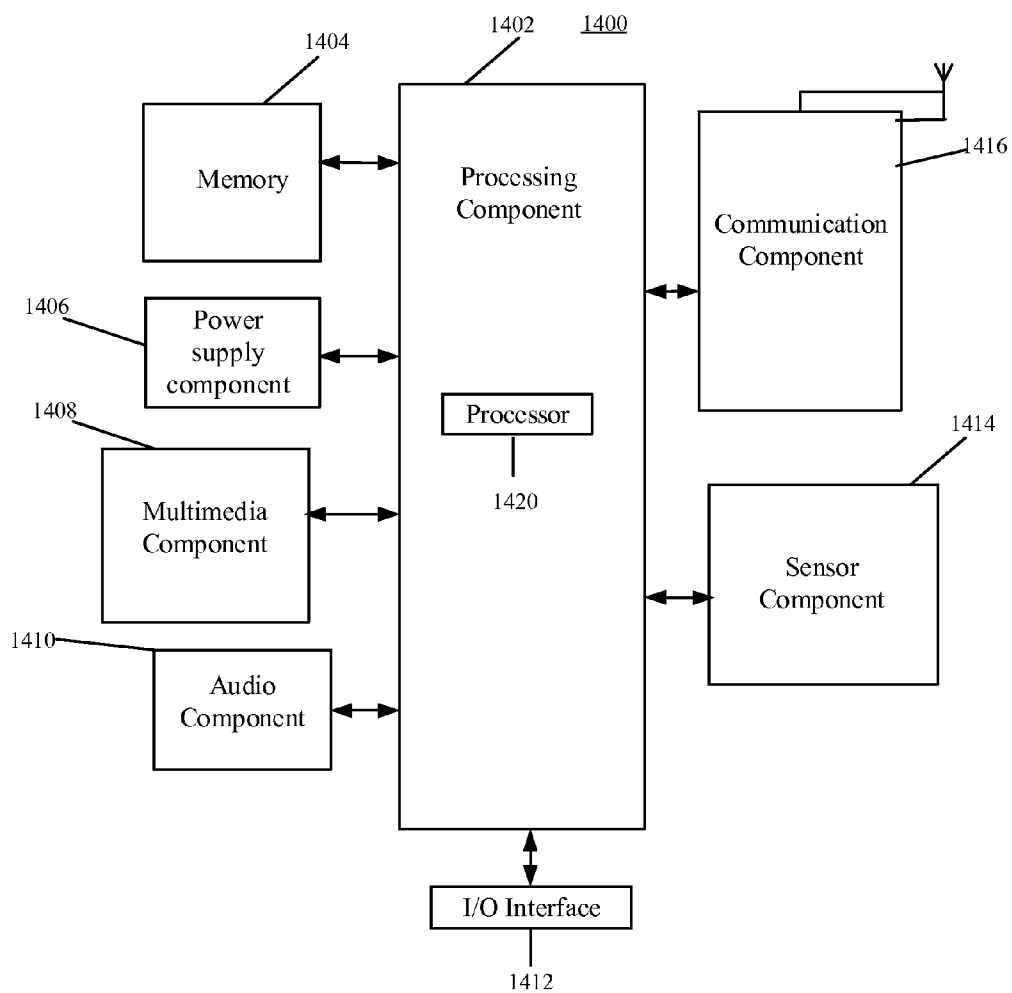 1400
1402
1404
Memory
Processing
Component
1416
Communication
Component
1406
Power
supply
component
Processor
1420
1408
Multimedia
Component
1414
Sensor
Component
1410
Audio
Component
I/O Interface
1412